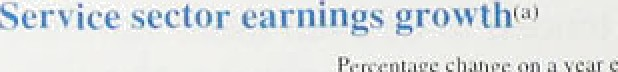 Service sector earnings growth(a)
Percentage change on a year e